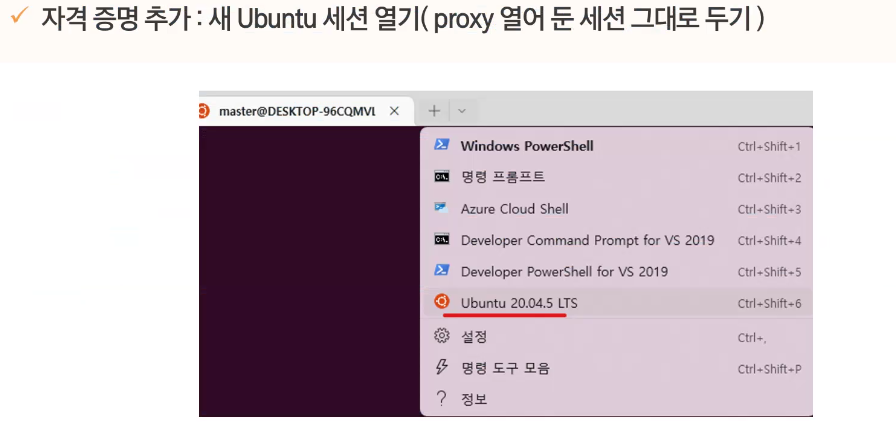 ✓ 자격 증명 추가 : 새 Ubuntu 세션 열기( proxy 열어 둔 세션 그대로 두기 )
master@DESKTOP-96CQMVL × + ⌄
Windows PowerShell Ctrl+Shift+1
명령 프롬프트 Ctrl+Shift+2
Azure Cloud Shell Ctrl+Shift+3
Developer Command Prompt for VS 2019 Ctrl+Shift+4
Developer PowerShell for VS 2019 Ctrl+Shift+5
Ubuntu 20.04.5 LTS Ctrl+Shift+6
설정 Ctrl+,
명령 도구 모음 Ctrl+Shift+P
? 정보